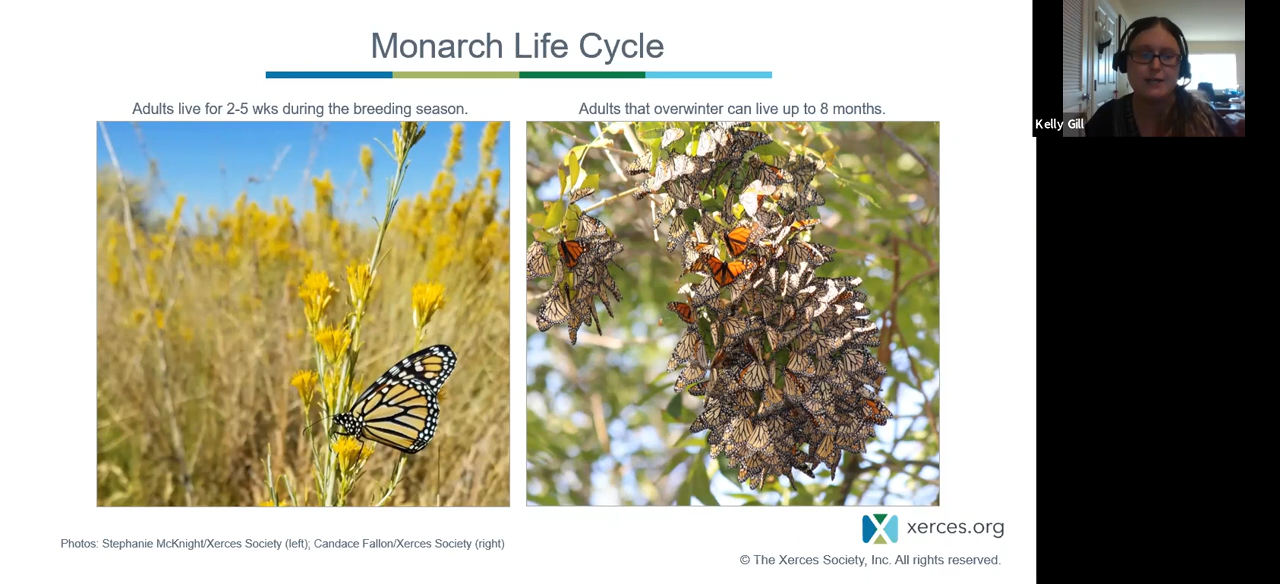 Monarch Life Cycle
Adults live for 2-5 wks during the breeding season.
Adults that overwinter can live up to 8 months.
Kelly Gill
xerces.org
Photos: Stephanie McKnight/Xerces Society (left); Candace Fallon/Xerces Society (right)
© The Xerces Society, Inc. All rights reserved.